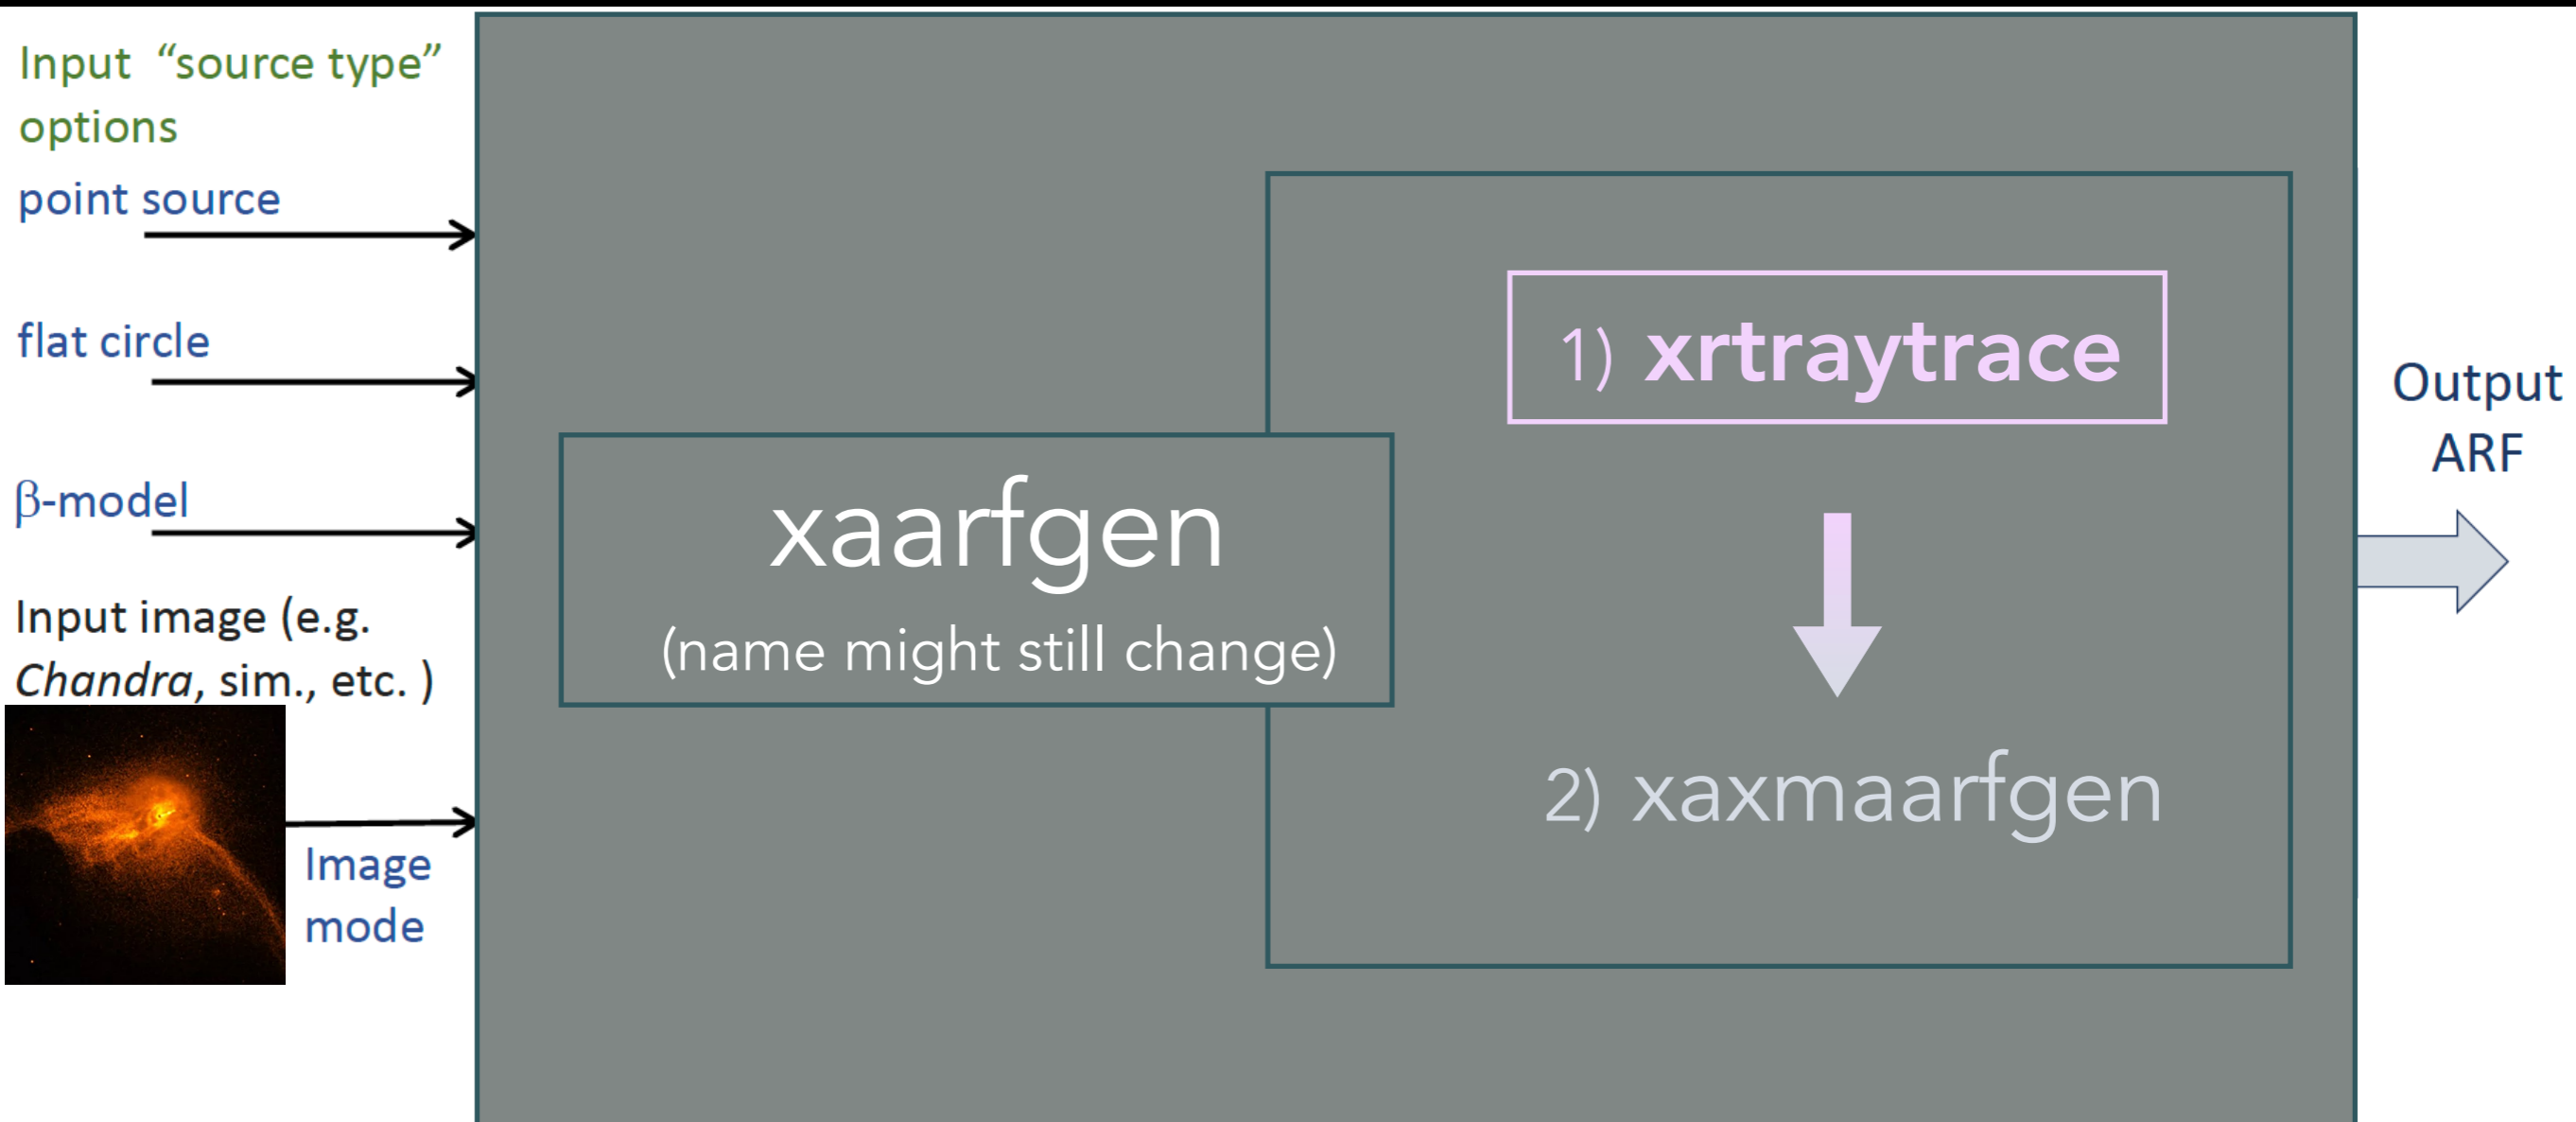 Input “source type”
options
point source
flat circle
β-model
Input image (e.g.
Chandra, sim., etc. )
Image
mode
xaarfgen
(name might still change)
1) xrtraytrace
2) xaxmaarfgen
Output
ARF